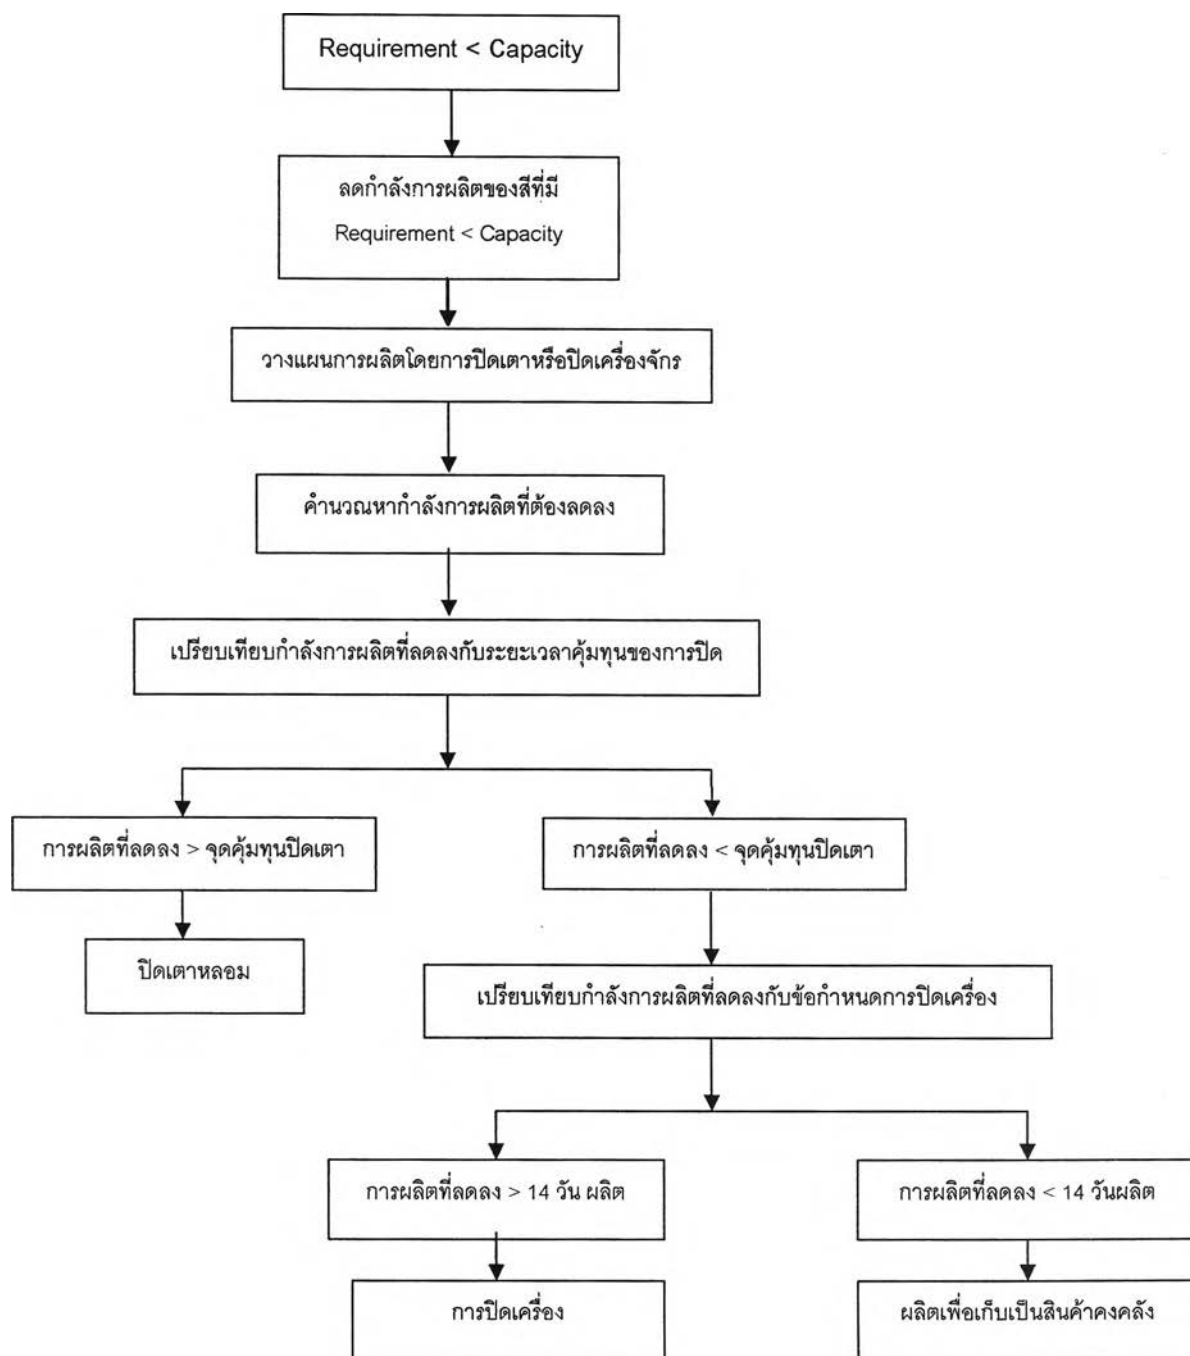 Requirement < Capacity
ลดกำลังการผลิตของสีที่มี
Requirement < Capacity
วางแผนการผลิตโดยการปิดเตาหรือปิดเครื่องจักร
คำนวณหากำลังการผลิตที่ต้องลดลง
เปรียบเทียบกำลังการผลิตที่ลดลงกับระยะเวลาคุ้มทุนของการปิด
การผลิตที่ลดลง > จุดคุ้มทุนปิดเตา
การผลิตที่ลดลง < จุดคุ้มทุนปิดเตา
ปิดเตาหลอม
เปรียบเทียบกำลังการผลิตที่ลดลงกับข้อกำหนดการปิดเครื่อง
การผลิตที่ลดลง > 14 วัน ผลิต
การผลิตที่ลดลง < 14 วันผลิต
การปิดเครื่อง
ผลิตเพื่อเก็บเป็นสินค้าคงคลัง